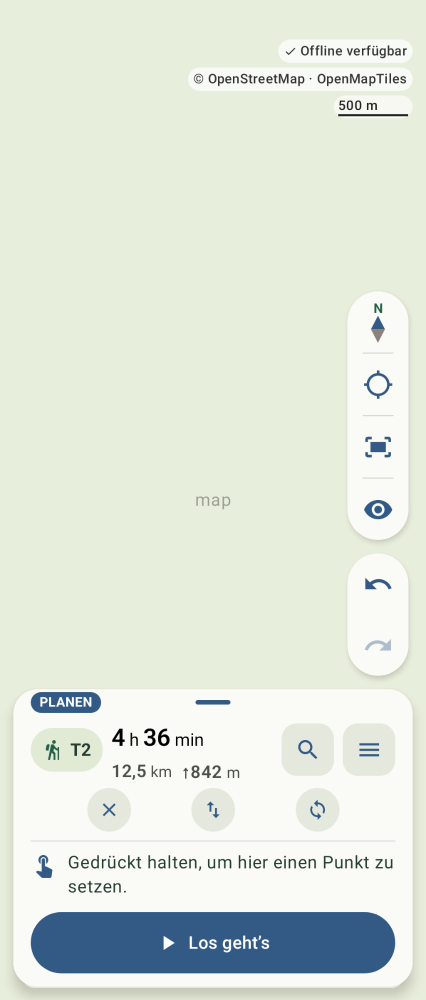 Offline verfügbar
© OpenStreetMap · OpenMapTiles
500 m
N
map
PLANEN
T2
4 h 36 min
12,5 km ↑842 m
Gedrückt halten, um hier einen Punkt zu
setzen.
Los geht's